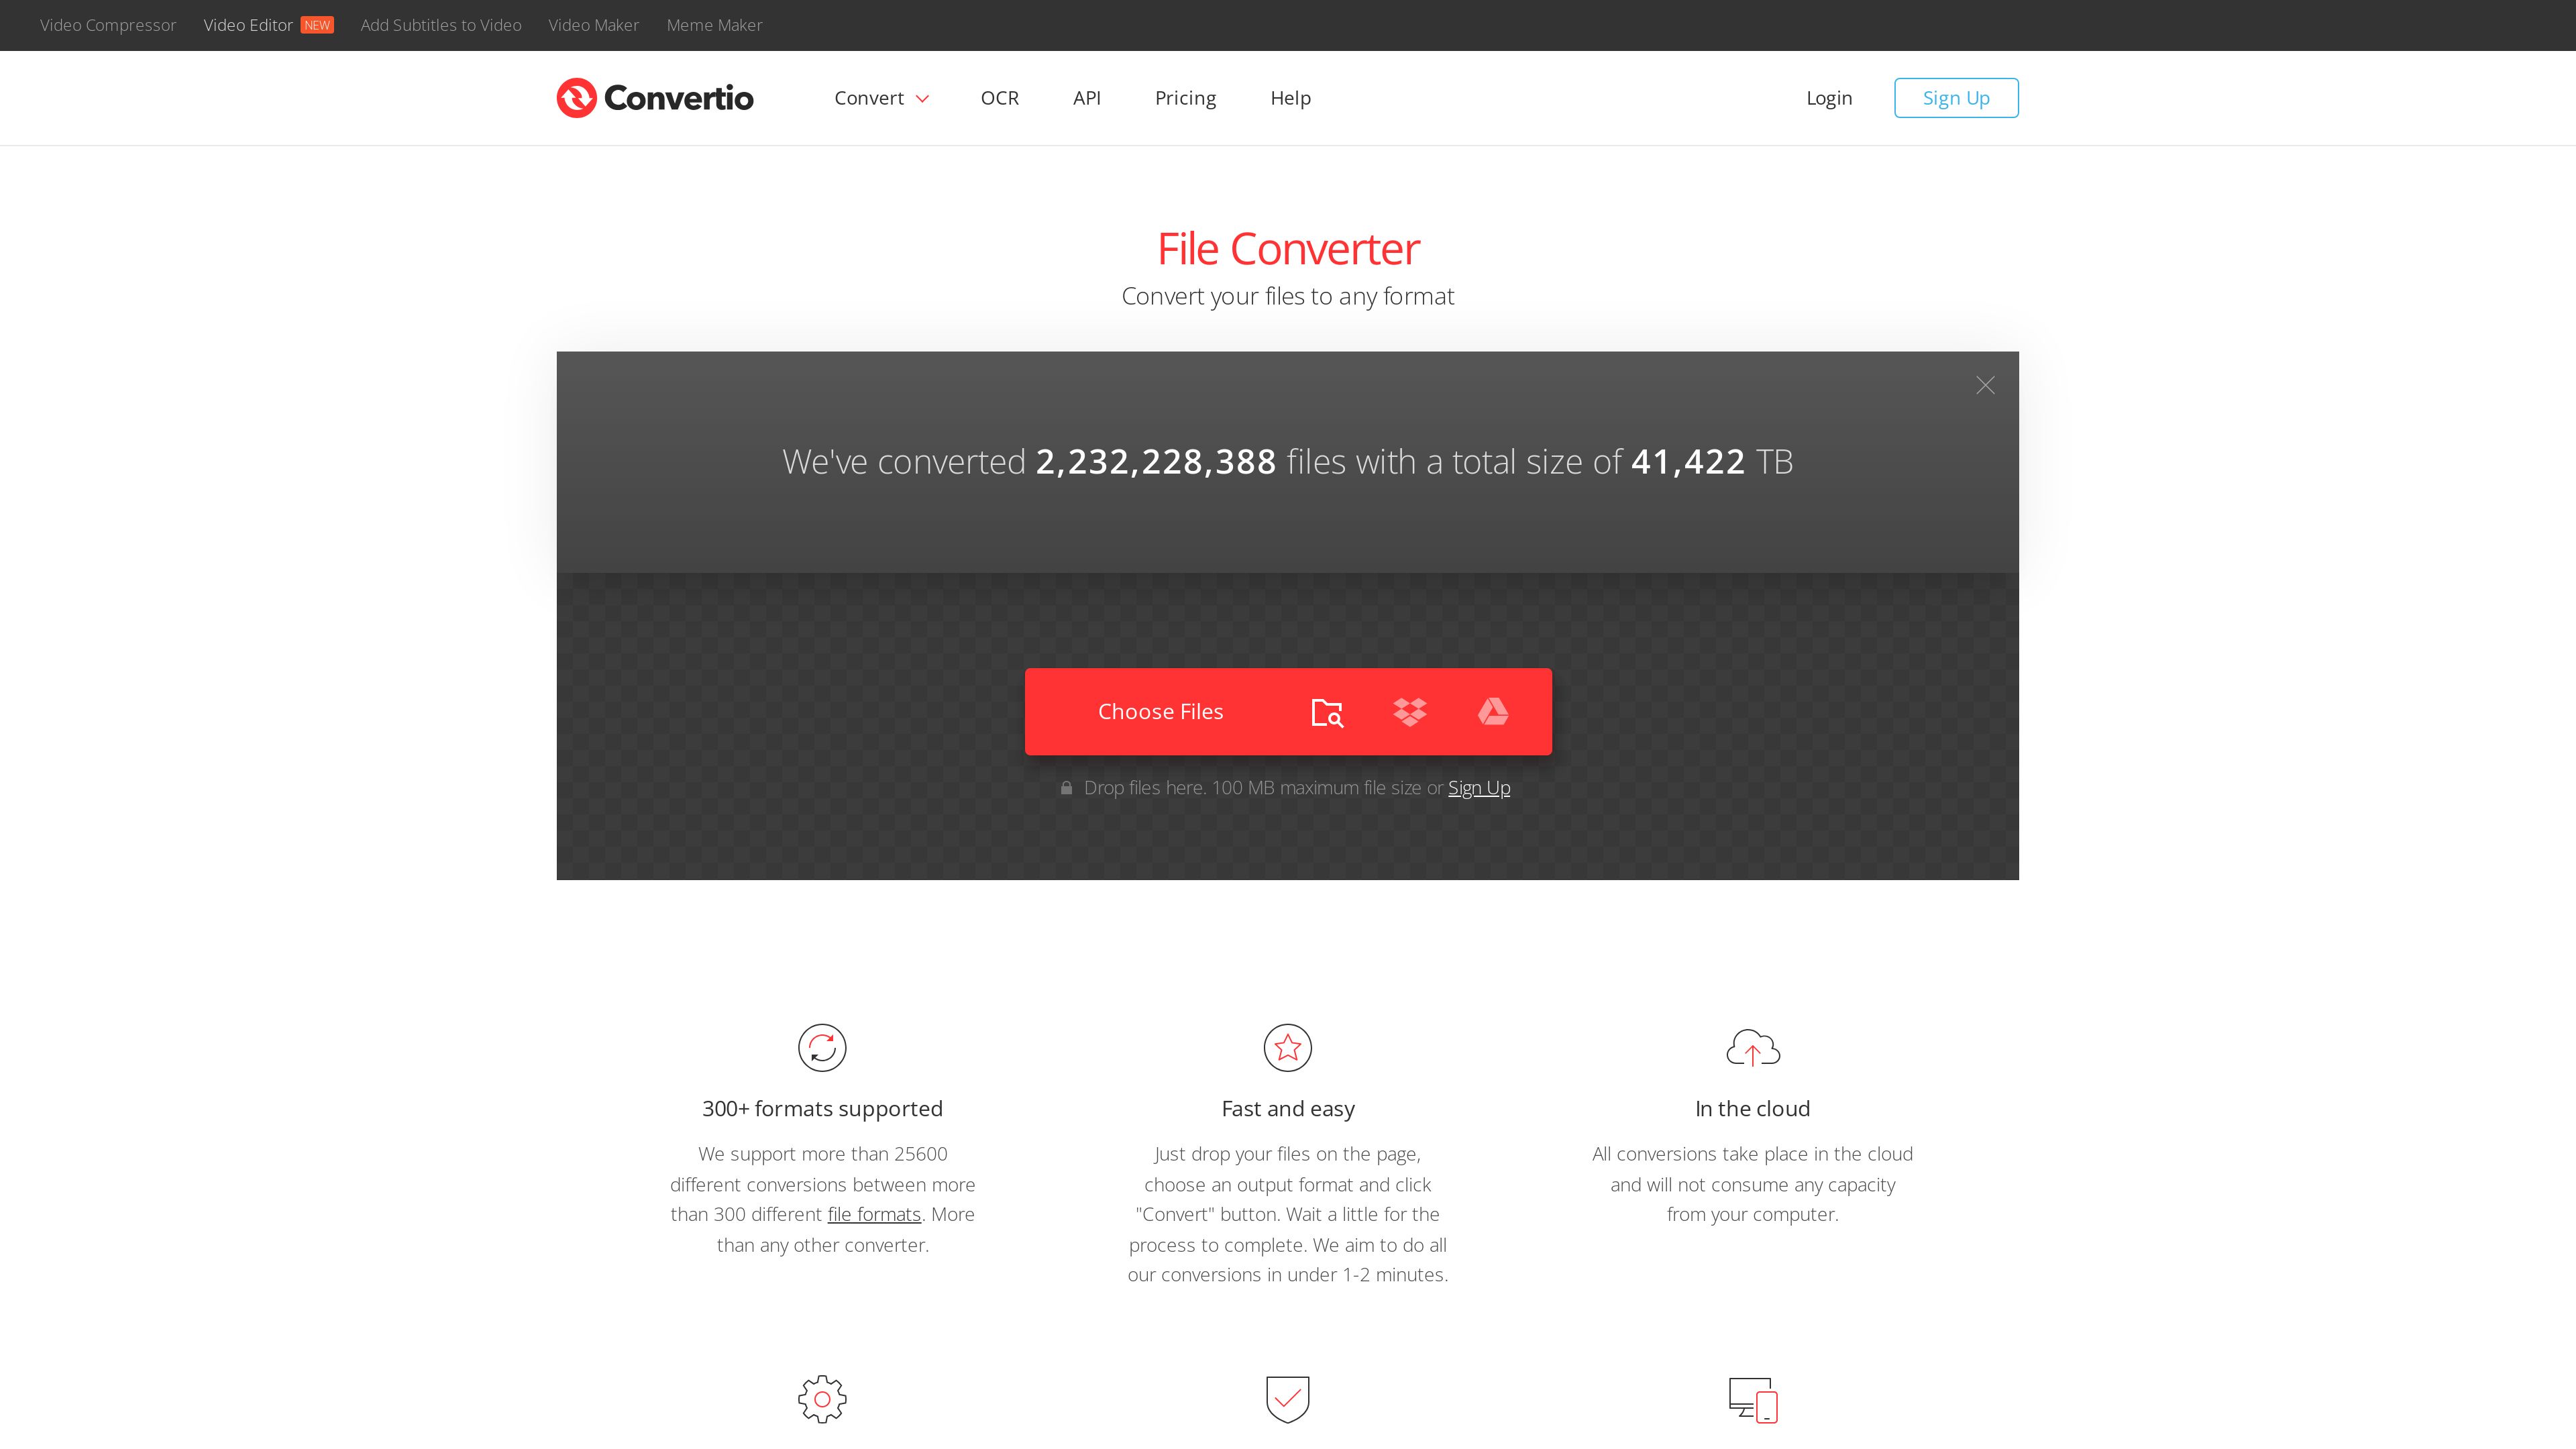 Video Compressor Video Editor NEW Add Subtitles to Video Video Maker Meme Maker
Convertio Convert OCR API Pricing Help Login Sign Up
File Converter
Convert your files to any format
We've converted 2,232,228,388 files with a total size of 41,422 TB
Choose Files
Drop files here. 100 MB maximum file size or Sign Up
300+ formats supported
We support more than 25600
different conversions between more
than 300 different file formats. More
than any other converter.
Fast and easy
Just drop your files on the page,
choose an output format and click
"Convert" button. Wait a little for the
process to complete. We aim to do all
our conversions in under 1-2 minutes.
In the cloud
All conversions take place in the cloud
and will not consume any capacity
from your computer.